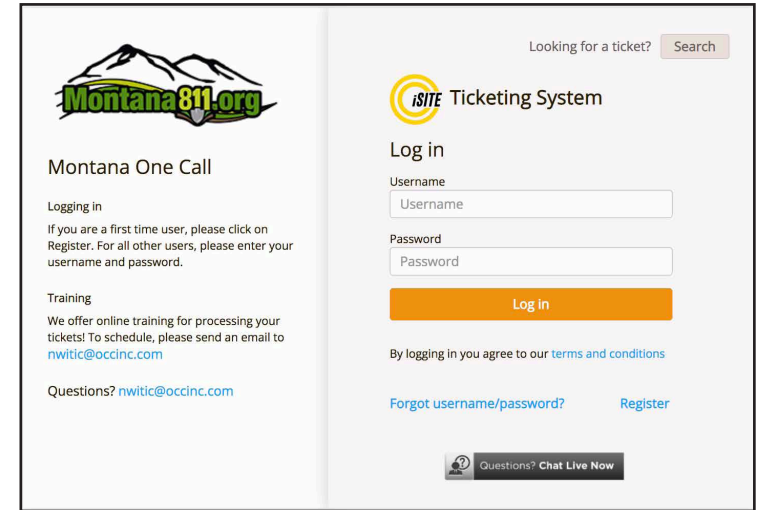 Montana811.org
Montana One Call
Logging in
If you are a first time user, please click on
Register. For all other users, please enter your
username and password.
Training
We offer online training for processing your
tickets! To schedule, please send an email to
nwitic@occinc.com
Questions? nwitic@occinc.com
Looking for a ticket? Search
iSITE Ticketing System
Log in
Username
Username
Password
Password
Log in
By logging in you agree to our terms and conditions
Forgot username/password? Register
Questions? Chat Live Now